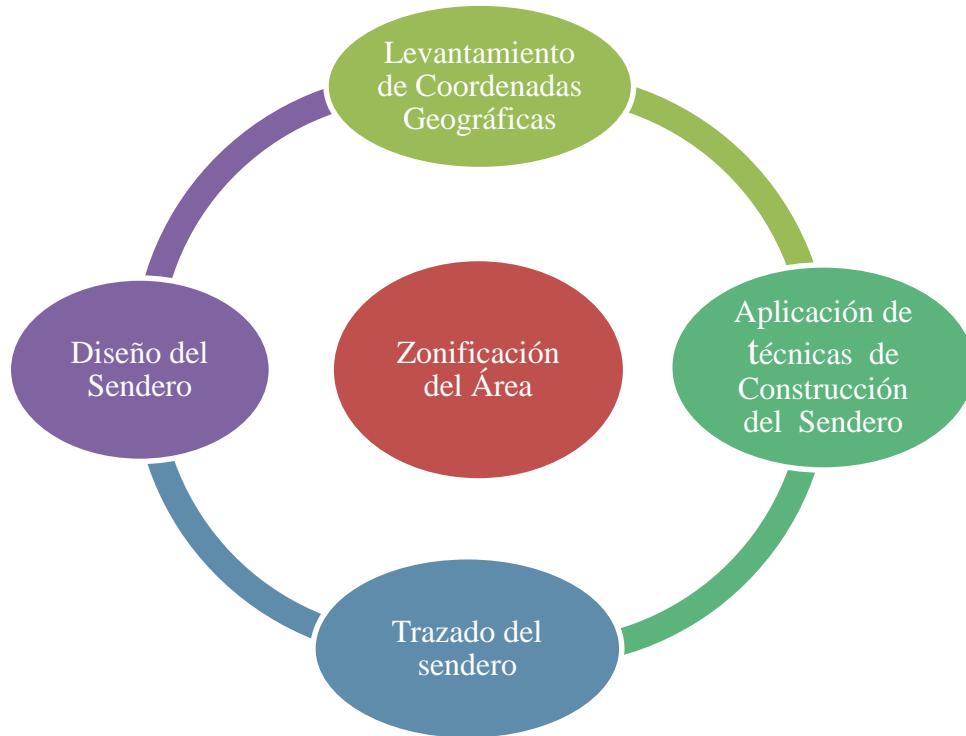 Levantamiento
de Coordenadas
Geográficas
Diseño del
Sendero
Zonificación
del Área
Aplicación de
técnicas de
Construcción
del Sendero
Trazado del
sendero